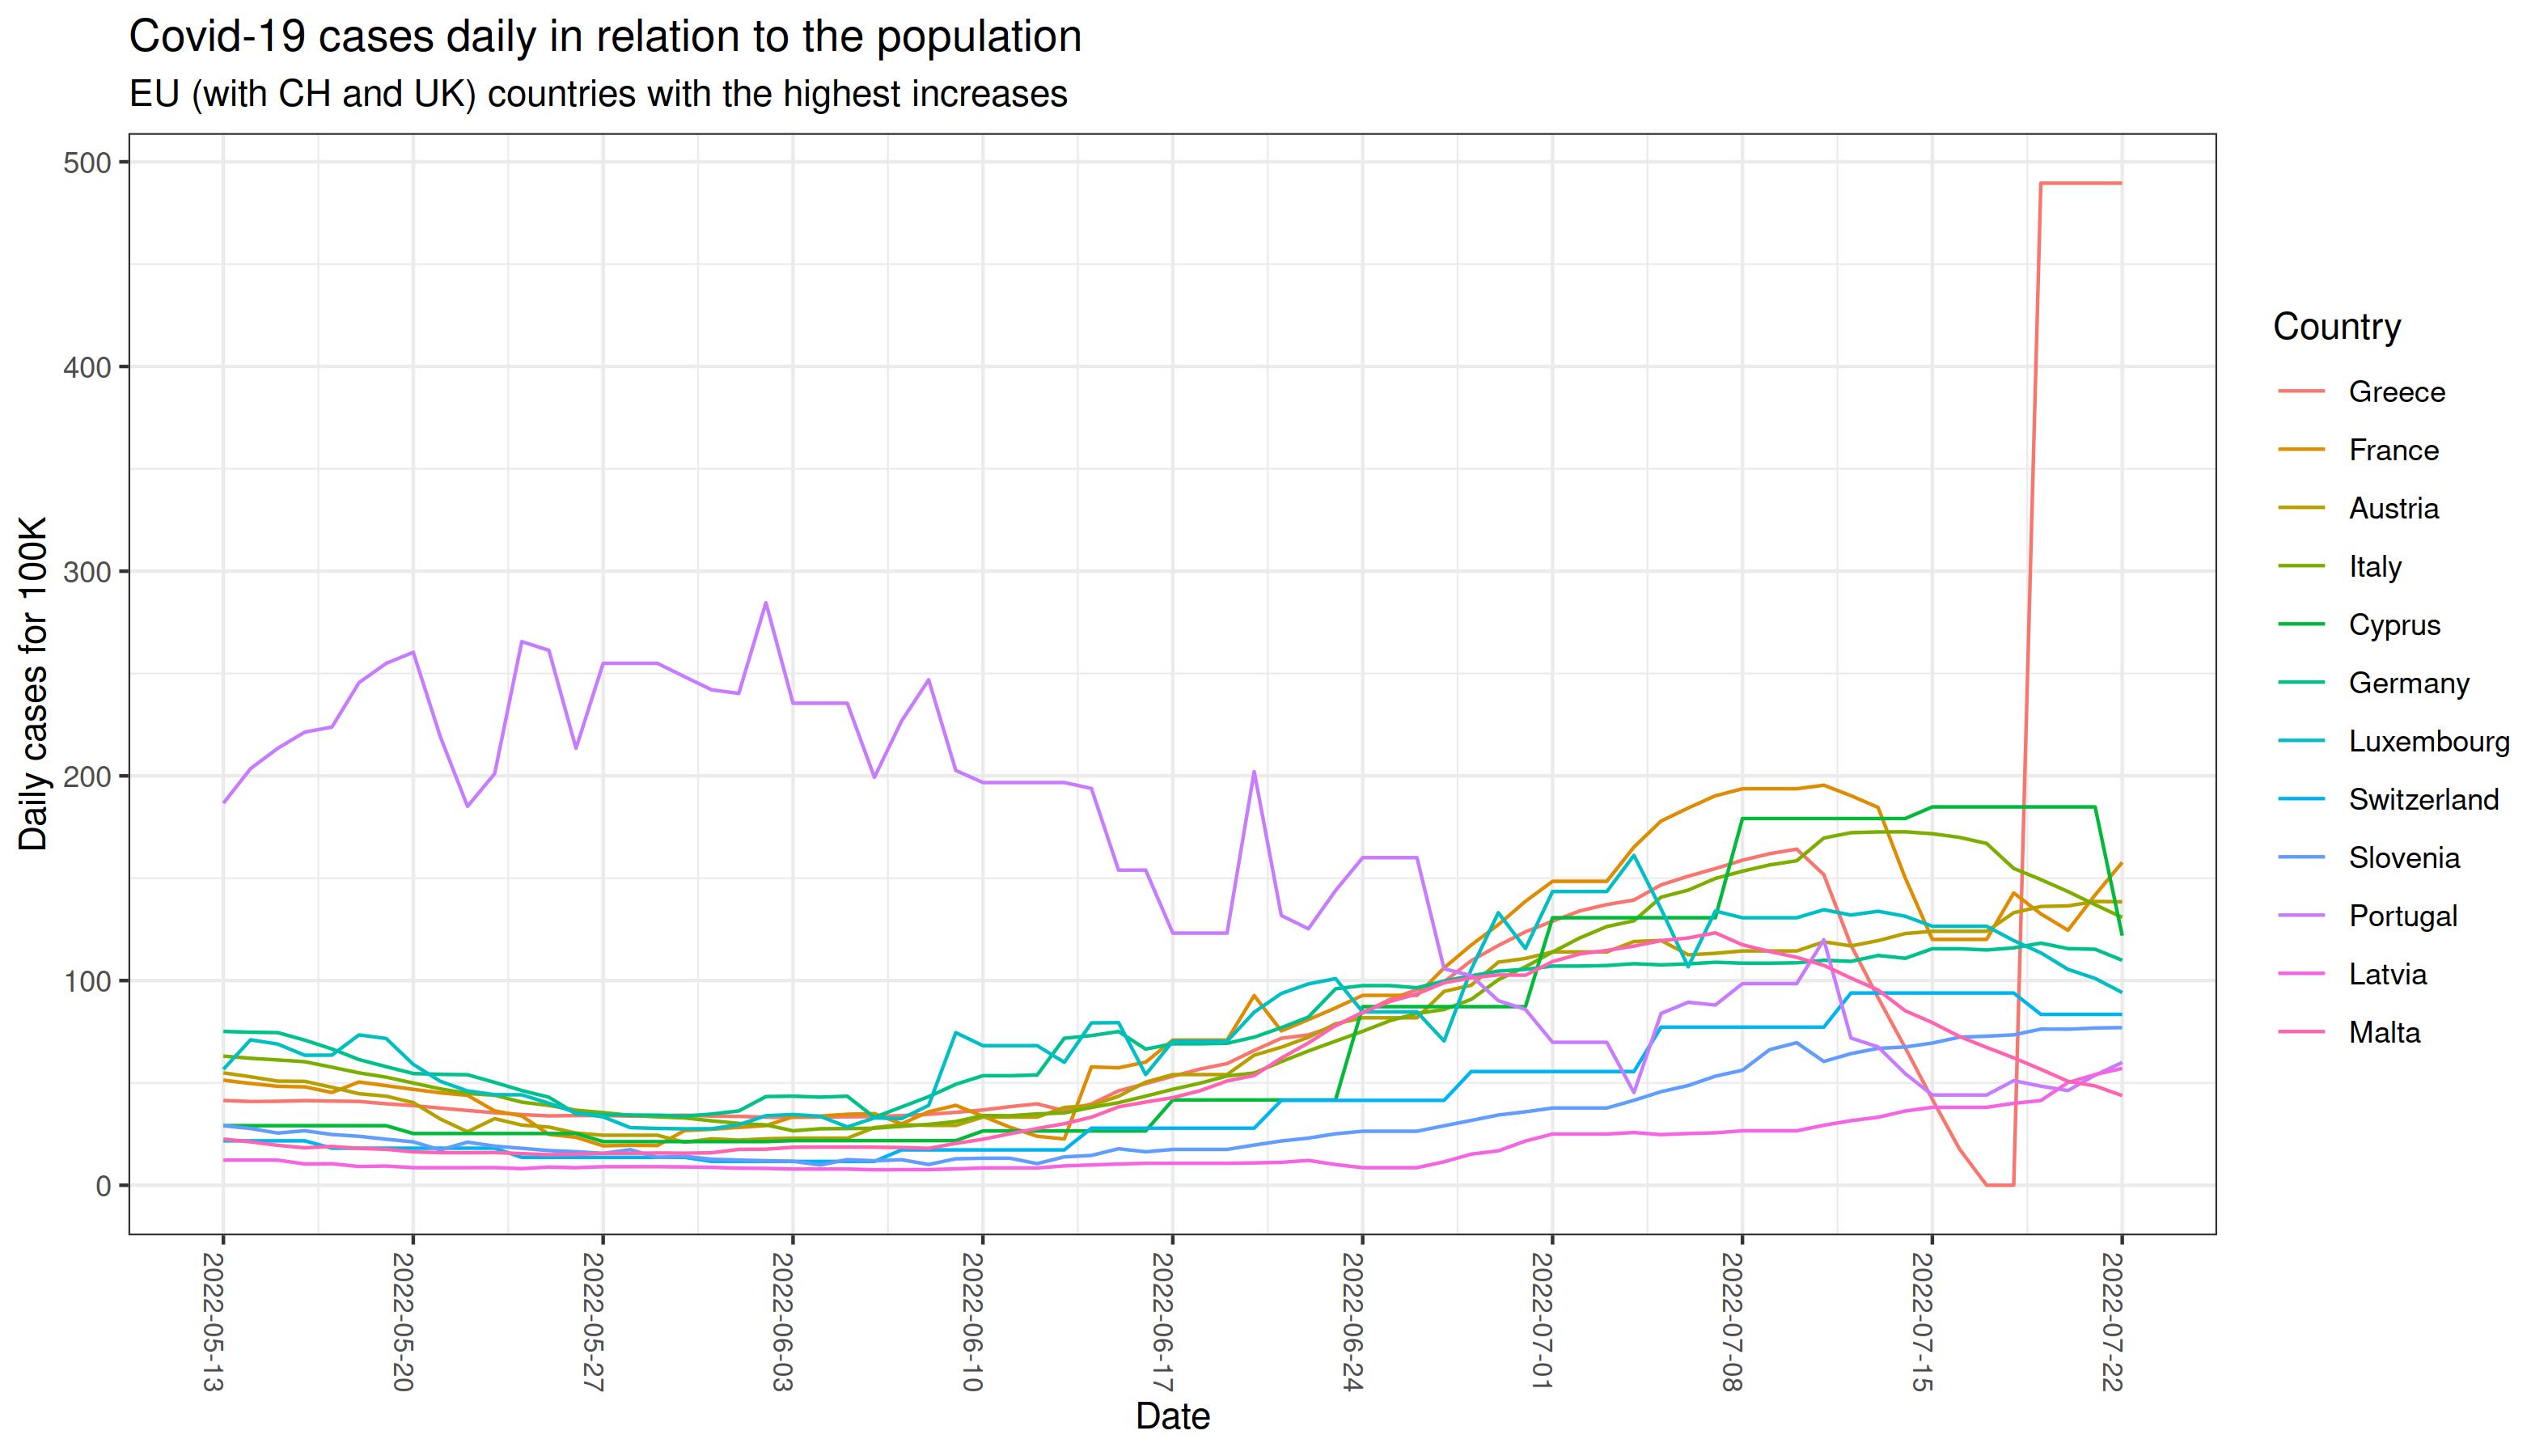 Covid-19 cases daily in relation to the population
EU (with CH and UK) countries with the highest increases
Daily cases for 100K
500
400
300
200
100
0
2022-05-13
2022-05-20
2022-05-27
2022-06-03
2022-06-10
2022-06-17
2022-06-24
2022-07-01
2022-07-08
2022-07-15
2022-07-22
Date
Country
Greece
France
Austria
Italy
Cyprus
Germany
Luxembourg
Switzerland
Slovenia
Portugal
Latvia
Malta